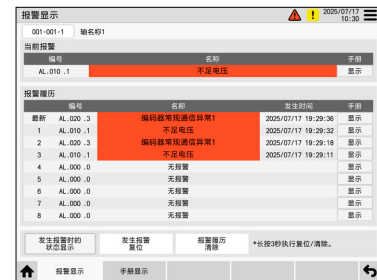 报警显示
2025/07/17
10:30
001-001 轴名称1
当前报警
编号 名称 手册
AL.010 .1 不足电压 显示
报警履历
编号 名称 发生时间 手册
最新 AL.020 .3 编码器常规通信异常1 2025/07/17 19:29:36 显示
1 AL.010 .1 不足电压 2025/07/17 19:29:32 显示
2 AL.020 .3 编码器常规通信异常1 2025/07/17 19:29:18 显示
3 AL.010 .1 不足电压 2025/07/17 19:29:11 显示
4 AL.000 .0 无报警 显示
5 AL.000 .0 无报警 显示
6 AL.000 .0 无报警 显示
7 AL.000 .0 无报警 显示
8 AL.000 .0 无报警 显示
发生报警时的
状态显示
发生报警
复位
报警履历
清除
*长按3秒执行复位/清除。
报警显示 手册显示